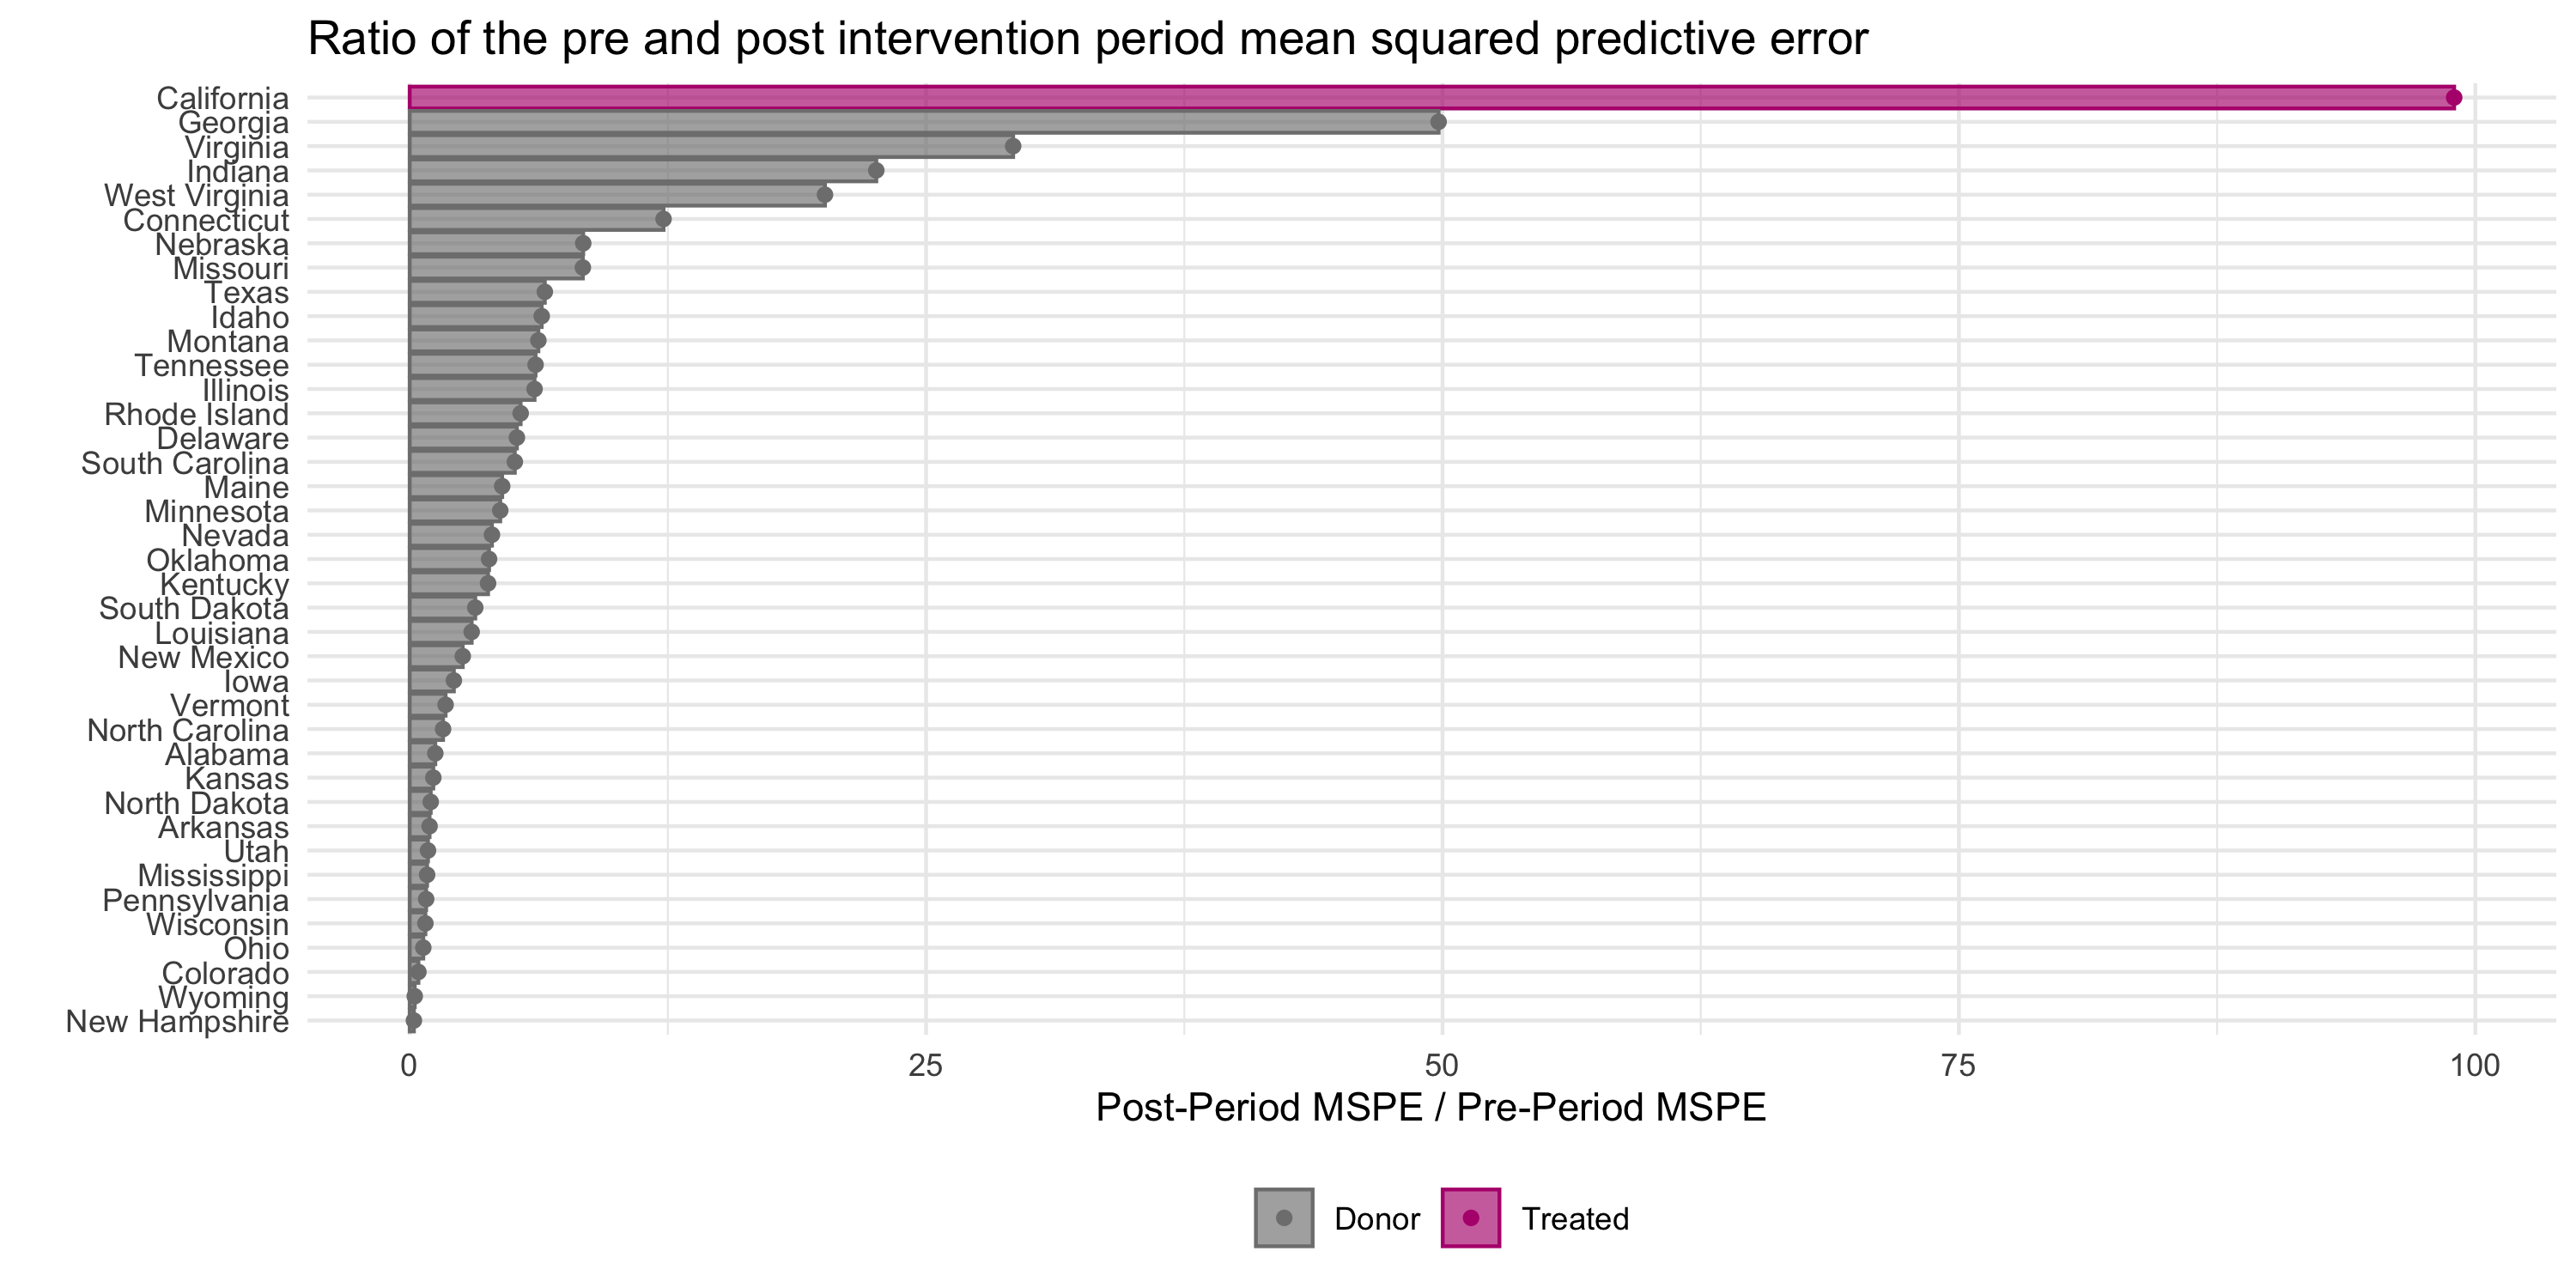 Ratio of the pre and post intervention period mean squared predictive error
California
Georgia
Virginia
Indiana
West Virginia
Connecticut
Nebraska
Missouri
Texas
Idaho
Montana
Tennessee
Illinois
Rhode Island
Delaware
South Carolina
Maine
Minnesota
Nevada
Oklahoma
Kentucky
South Dakota
Louisiana
New Mexico
Iowa
Vermont
North Carolina
Alabama
Kansas
North Dakota
Arkansas
Utah
Mississippi
Pennsylvania
Wisconsin
Ohio
Colorado
Wyoming
New Hampshire
0 25 50 75 100
Post-Period MSPE / Pre-Period MSPE
Donor Treated